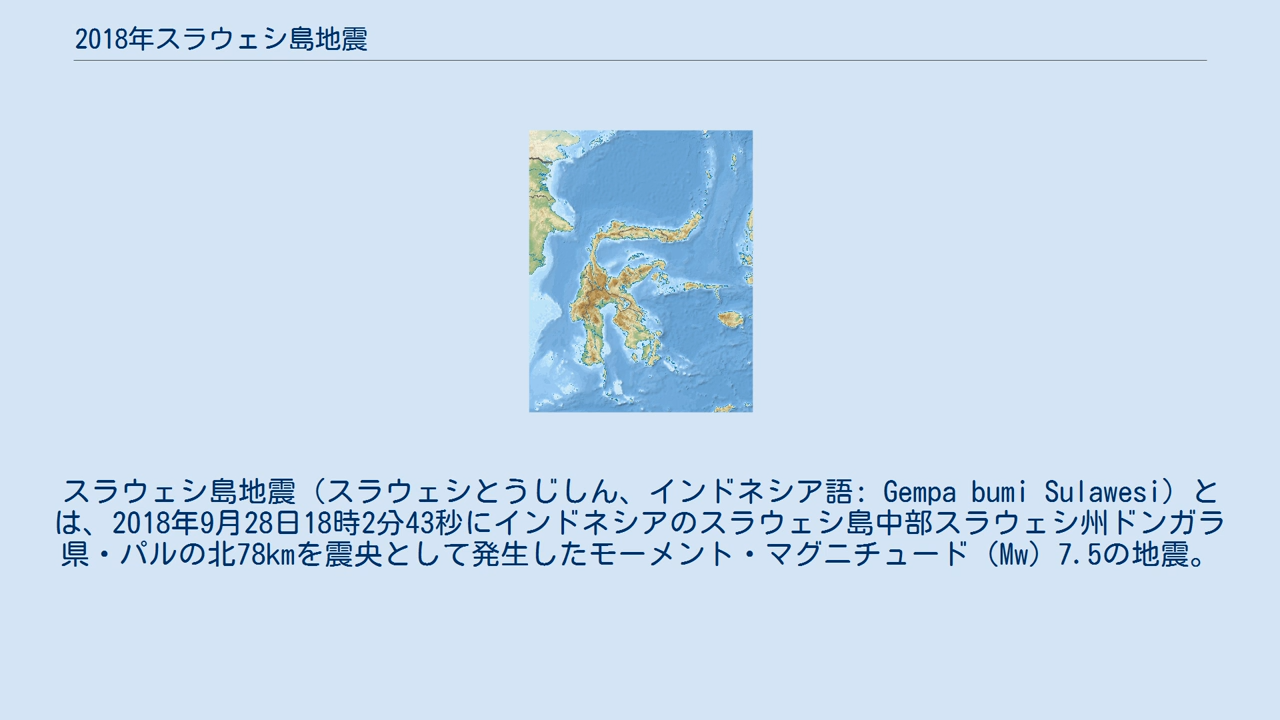 2018年スラウェシ島地震
スラウェシ島地震（スラウェシとうじしん、インドネシア語: Gempa bumi Sulawesi）と
は、2018年9月28日18時2分43秒にインドネシアのスラウェシ島中部スラウェシ州ドンガラ
県・パルの北78kmを震央として発生したモーメント・マグニチュード（Mw）7.5の地震。